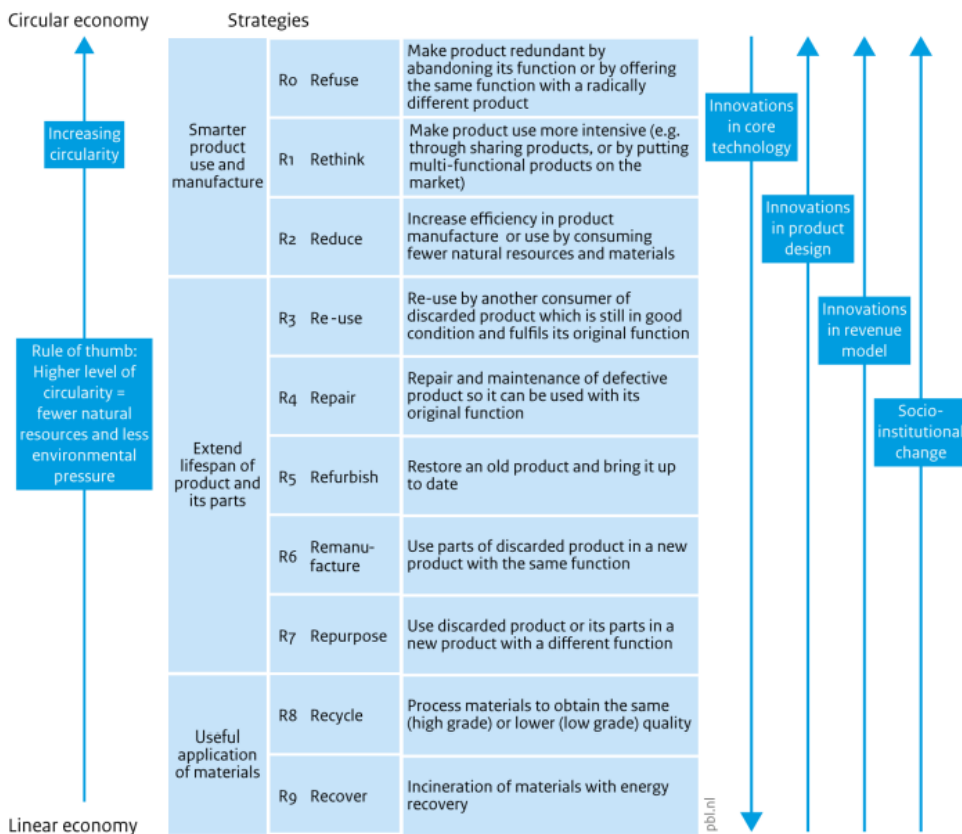 Circular economy
Strategies
Increasing
circularity
Rule of thumb:
Higher level of
circularity =
fewer natural
resources and less
environmental
pressure
Linear economy
Smarter
product
use and
manufacture
R0 Refuse
Make product redundant by
abandoning its function or by offering
the same function with a radically
different product
R1 Rethink
Make product use more intensive (e.g.
through sharing products, or by putting
multi-functional products on the
market)
R2 Reduce
Increase efficiency in product
manufacture or use by consuming
fewer natural resources and materials
Extend
lifespan of
product and
its parts
R3 Re-use
Re-use by another consumer of
discarded product which is still in good
condition and fulfils its original function
R4 Repair
Repair and maintenance of defective
product so it can be used with its
original function
R5 Refurbish
Restore an old product and bring it up
to date
R6 Remanu-
facture
Use parts of discarded product in a new
product with the same function
R7 Repurpose
Use discarded product or its parts in a
new product with a different function
Useful
application
of materials
R8 Recycle
Process materials to obtain the same
(high grade) or lower (low grade) quality
R9 Recover
Incineration of materials with energy
recovery
Innovations
in core
technology
Innovations
in product
design
Innovations
in revenue
model
Socio-
institutional
change
pbl.nl